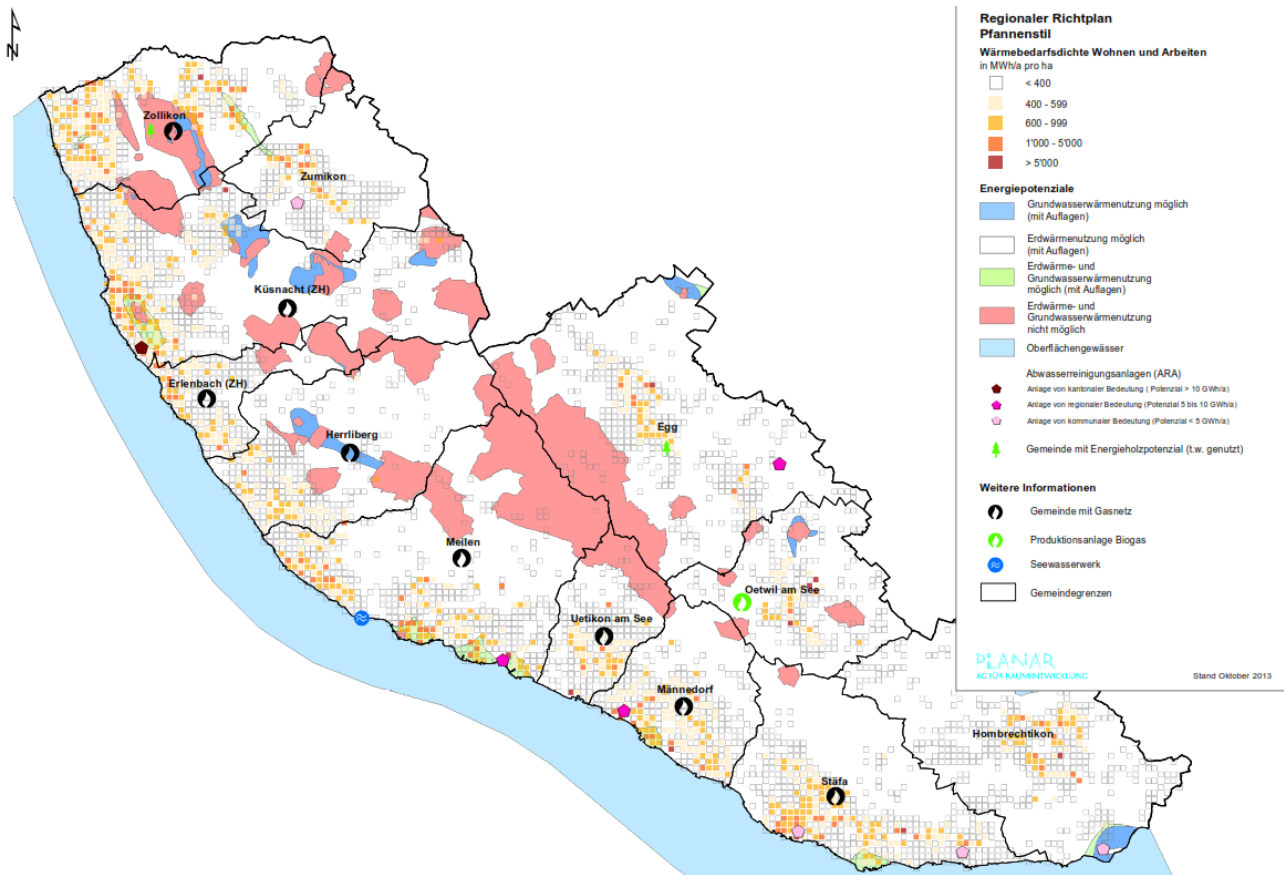 N
Zollikon
Zumikon
Küsnacht (ZH)
Erlenbach (ZH)
Herrliberg
Egg
Meilen
Oetwil am See
Uetikon am See
Männedorf
Hombrechtikon
Stäfa
Regionaler Richtplan
Pfannenstil
Wärmebedarfsdichte Wohnen und Arbeiten
in MWh/a pro ha
< 400
400 - 599
600 - 999
1'000 - 5'000
> 5'000
Energiepotenziale
Grundwasserwärmenutzung möglich
(mit Auflagen)
Erdwärmenutzung möglich
(mit Auflagen)
Erdwärme- und
Grundwasserwärmenutzung
möglich (mit Auflagen)
Erdwärme- und
Grundwasserwärmenutzung
nicht möglich
Oberflächengewässer
Abwasserreinigungsanlagen (ARA)
Anlage von kantonaler Bedeutung ( Potenzial > 10 GWh/a)
Anlage von regionaler Bedeutung (Potenzial 5 bis 10 GWh/a)
Anlage von kommunaler Bedeutung (Potenzial < 5 GWh/a)
Gemeinde mit Energieholzpotenzial (t.w. genutzt)
Weitere Informationen
Gemeinde mit Gasnetz
Produktionsanlage Biogas
Seewasserwerk
Gemeindegrenzen
PLANAR
AG FÜR RAUMENTWICKLUNG
Stand Oktober 2013